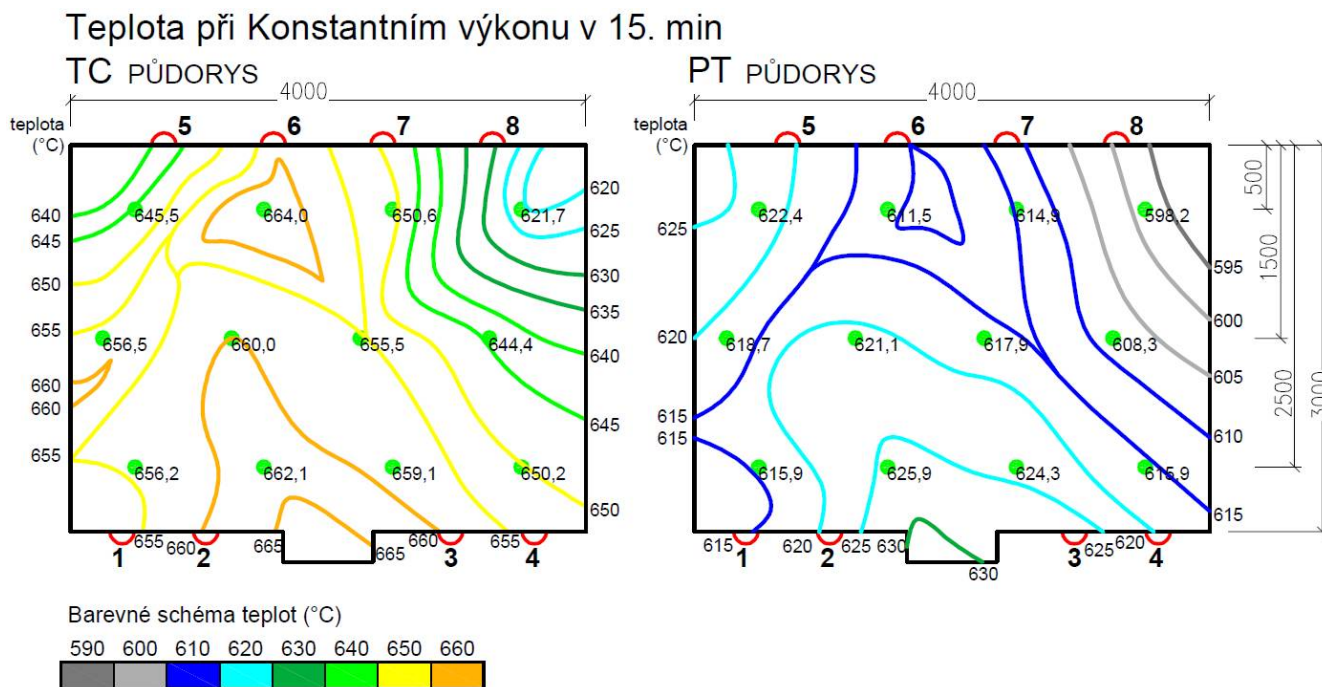 Teplota při Konstantním výkonu v 15. min
TC PŮDORYS
PT PŮDORYS
4000
4000
teplota
(°C)
5 6 7 8
teplota
(°C)
5 6 7 8
645,5 664,0 650,6 621,7
656,5 660,0 655,5 644,4
656,2 662,1 659,1 650,2
640
645
650
655
660
660
655
620
625
630
635
640
645
650
655 660 665 665 660 655
1 2 3 4
622,4 611,5 614,9 598,2
618,7 621,1 617,9 608,3
615,9 625,9 624,3 615,9
625
620
615
615
595
600
605
610
615
615 620 625 630 630 625 620
1 2 3 4
500
1500
2500
3000
Barevné schéma teplot (°C)
590 600 610 620 630 640 650 660